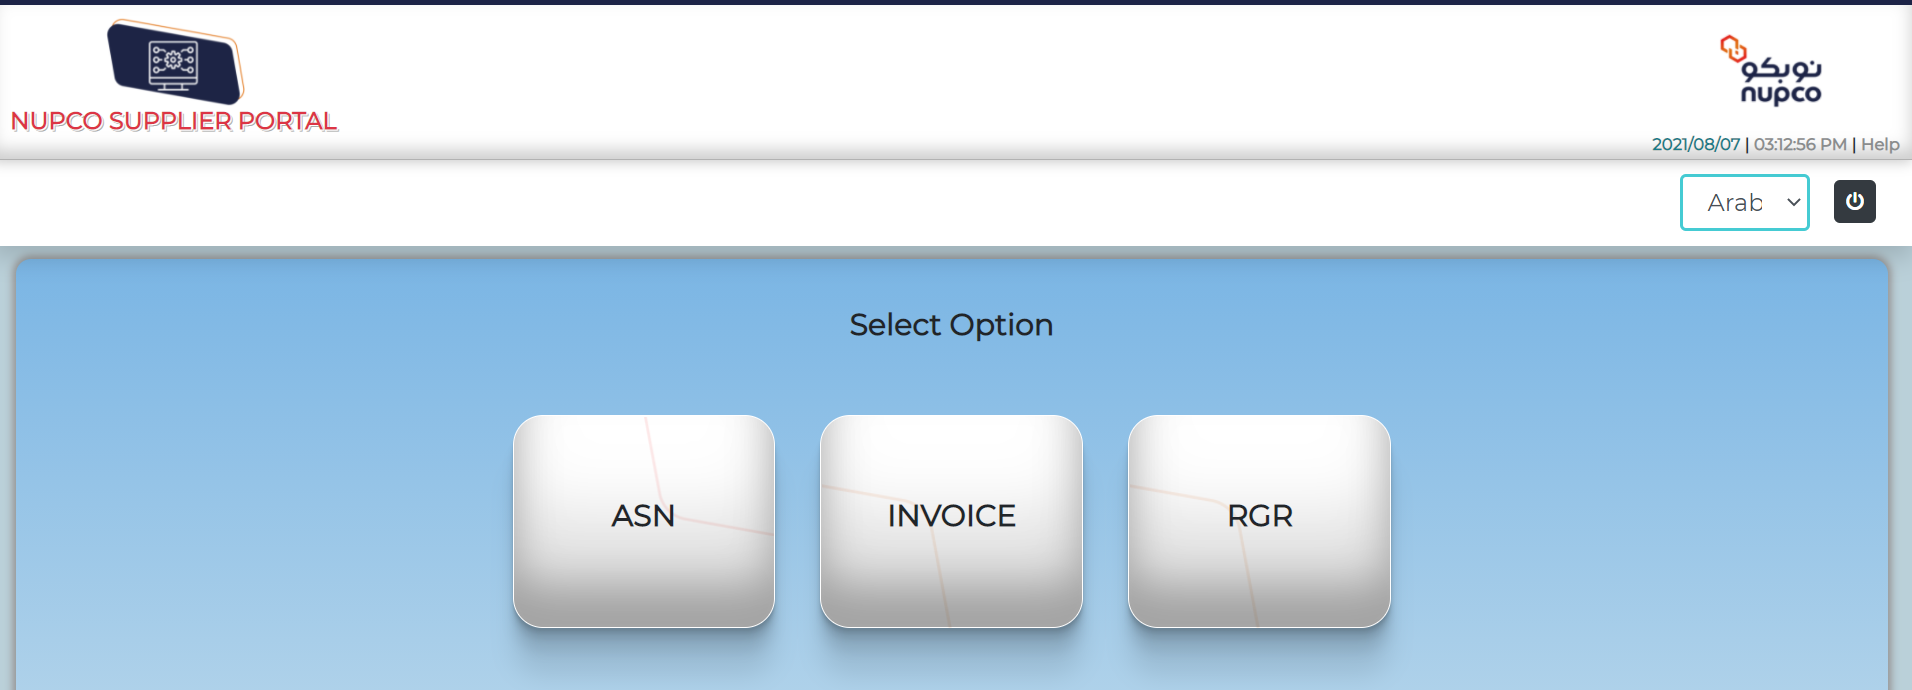 NUPCO SUPPLIER PORTAL
نوبكو
nupco
2021/08/07 | 03:12:56 PM | Help
Arab
Select Option
ASN
INVOICE
RGR